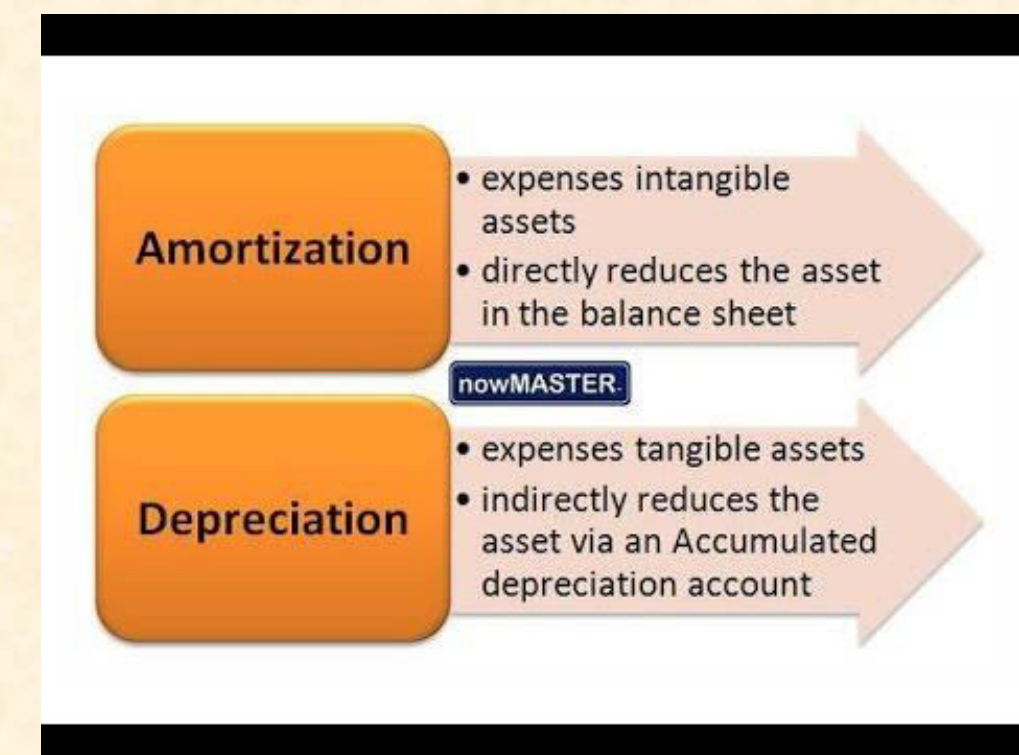 Amortization
• expenses intangible
assets
• directly reduces the asset
in the balance sheet
nowMASTER.
Depreciation
• expenses tangible assets
• indirectly reduces the
asset via an Accumulated
depreciation account